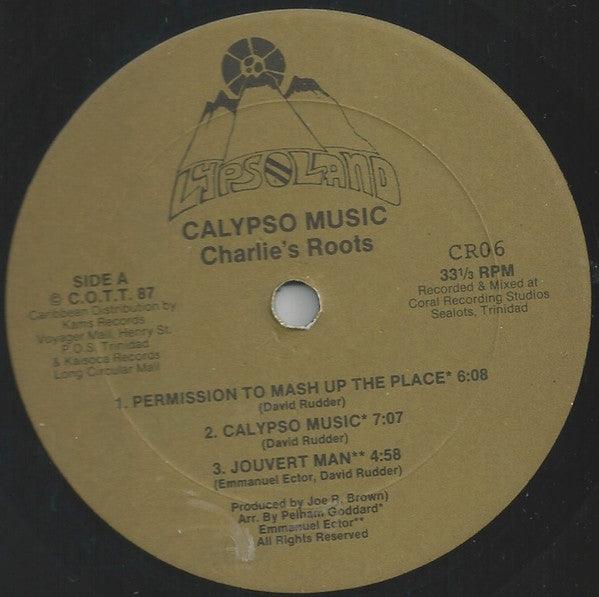 LYPSOLAND
CALYPSO MUSIC
Charlie's Roots
SIDE A
© C.O.T.T. 87
Caribbean Distribution by
Kams Records
Voyager Mall, Henry St.
P.O.S. Trinidad
& Kaisoca Records
Long Circular Mall
CR06
33 1/3 RPM
Recorded & Mixed at
Coral Recording Studios
Sealots, Trinidad
1. PERMISSION TO MASH UP THE PLACE* 6:08
(David Rudder)
2. CALYPSO MUSIC* 7:07
(David Rudder)
3. JOUVERT MAN** 4:58
(Emmanuel Ector, David Rudder)
Produced by Joe R. Brown)
Arr. By Pelham Goddard*
Emmanuel Ector**
All Rights Reserved